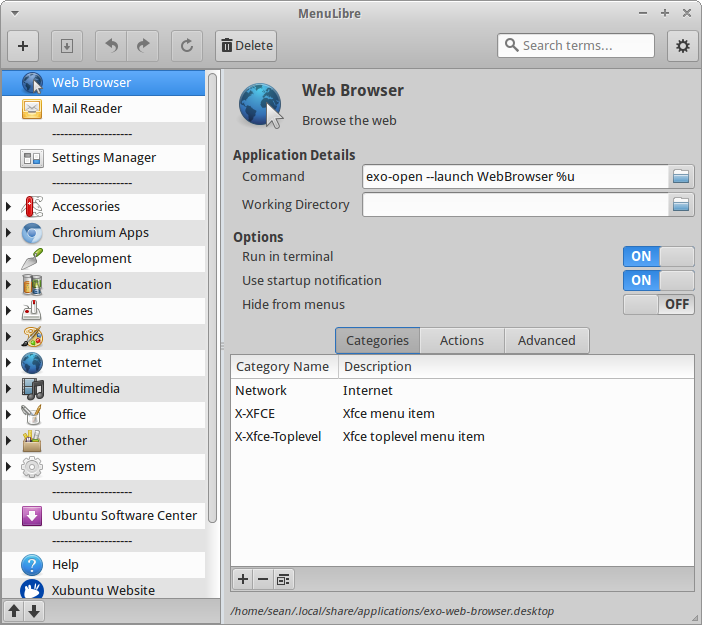 MenuLibre
Delete
Search terms...
Web Browser
Mail Reader
--------------------
Settings Manager
--------------------
Accessories
Chromium Apps
Development
Education
Games
Graphics
Internet
Multimedia
Office
Other
System
--------------------
Ubuntu Software Center
--------------------
Help
Xubuntu Website
Web Browser
Browse the web
Application Details
Command exo-open --launch WebBrowser %u
Working Directory
Options
Run in terminal ON
Use startup notification ON
Hide from menus OFF
Categories Actions Advanced
Category Name Description
Network Internet
X-XFCE Xfce menu item
X-Xfce-Toplevel Xfce toplevel menu item
/home/sean/.local/share/applications/exo-web-browser.desktop